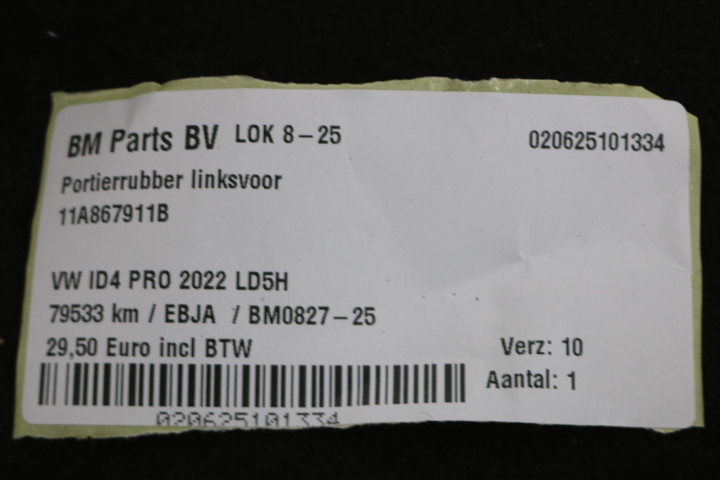 BM Parts BV LOK 8-25 020625101334
Portierrubber linksvoor
11A867911B
VW ID4 PRO 2022 LD5H
79533 km / EBJA / BM0827-25
29,50 Euro incl BTW Verz: 10
Aantal: 1
020625101334